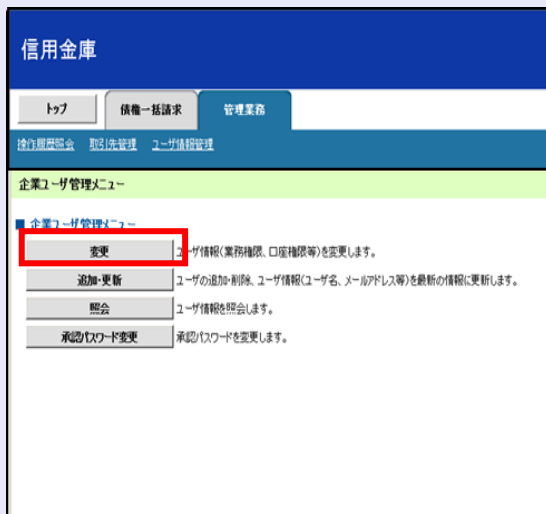 信用金庫
トップ 債権一括請求 管理業務
操作履歴照会 取引先管理 ユーザ情報管理
企業ユーザ管理メニュー
■ 企業ユーザ管理メニュー
変更 ユーザ情報(業務権限、口座権限等)を変更します。
追加・更新 ユーザの追加・削除、ユーザ情報(ユーザ名、メールアドレス等)を最新の情報に更新します。
照会 ユーザ情報を照会します。
承認パスワード変更 承認パスワードを変更します。